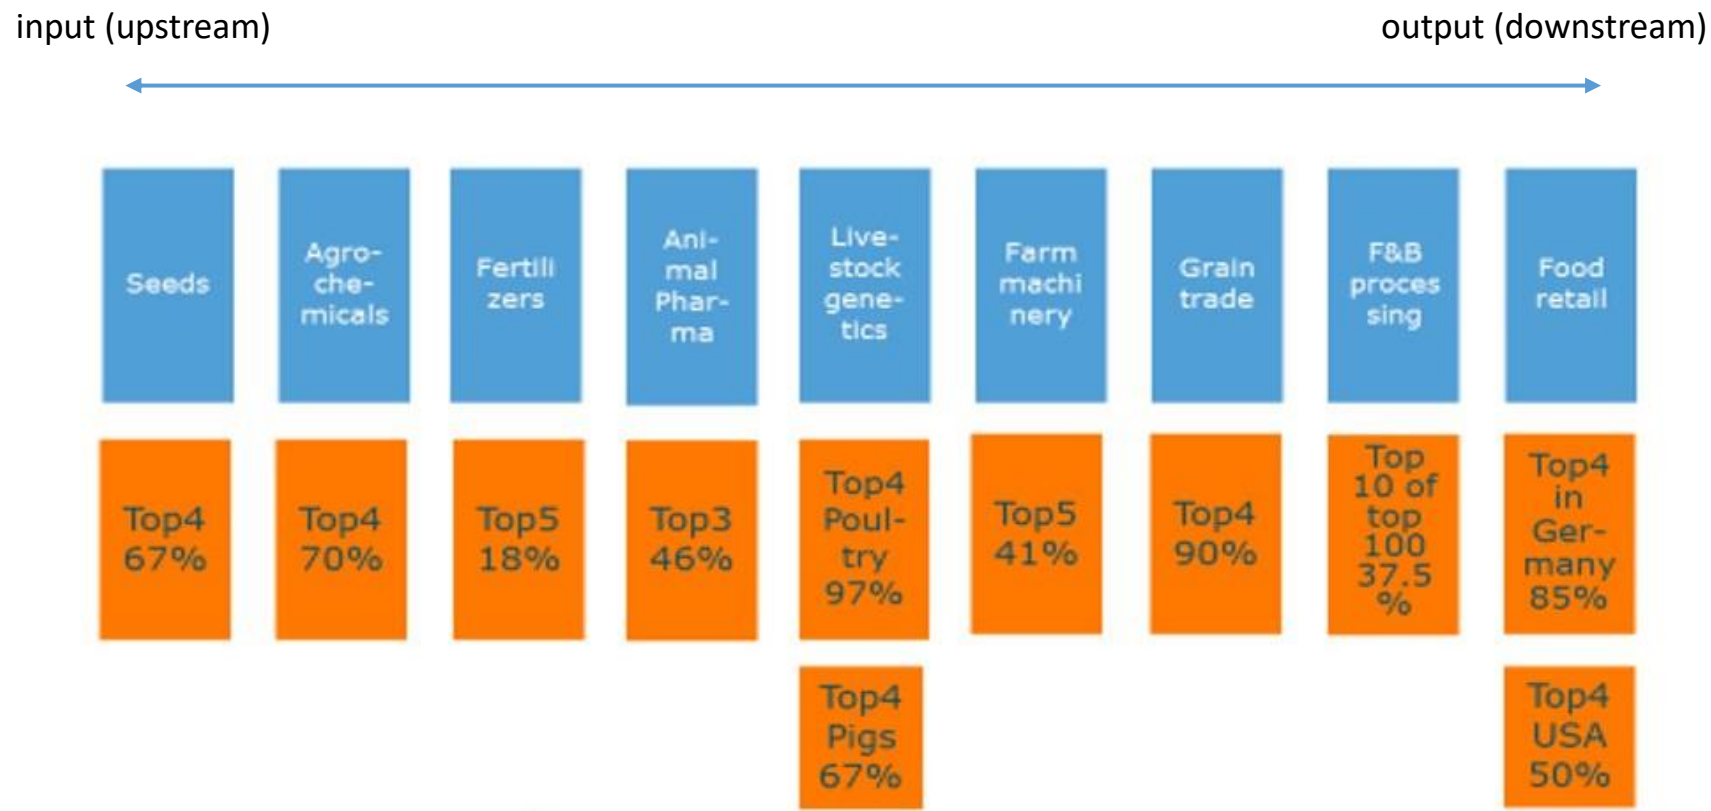 input (upstream)
output (downstream)
Seeds
Agro-
che-
micals
Fertili
zers
Ani-
mal
Phar-
ma
Live-
stock
gene-
tics
Farm
machi
nery
Grain
trade
F&B
proces
sing
Food
retail
Top4
67%
Top4
70%
Top5
18%
Top3
46%
Top4
Poul-
try
97%
Top5
41%
Top4
90%
Top
10 of
top
100
37.5
%
Top4
in
Ger-
many
85%
Top4
Pigs
67%
Top4
USA
50%